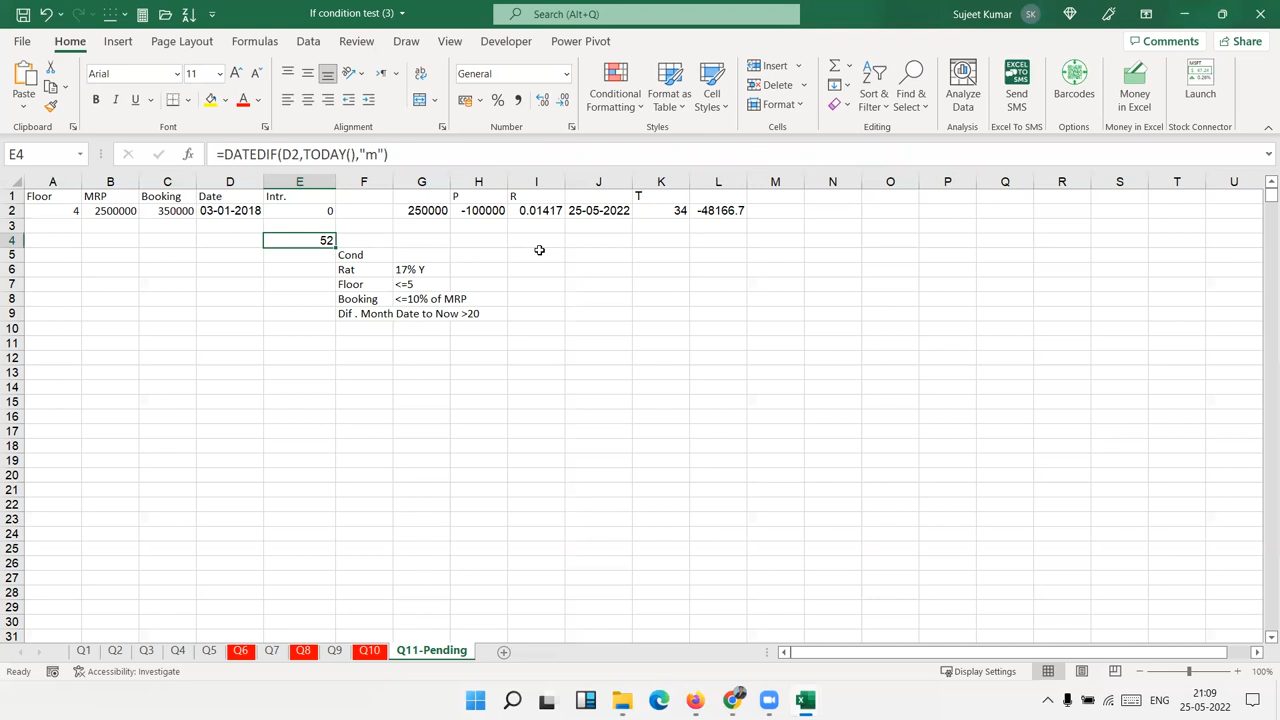 If condition test (3)
Search (Alt+Q)
Sujeet Kumar
SK
File Home Insert Page Layout Formulas Data Review View Draw Developer Power Pivot
Comments
Share
Paste
Arial 11
B I U
General
Conditional Formatting
Format as Table
Cell Styles
Insert
Delete
Format
Sort & Filter
Find & Select
Analyze Data
EXCEL TO SMS
Send SMS
Barcodes
Money in Excel
Launch
Clipboard Font Alignment Number Styles Cells Editing Analysis Excel To SMS Options Money in Excel Stock Connector
E4 fx =DATEDIF(D2,TODAY(),"m")
A B C D E F G H I J K L M N O P Q R S T U
1 Floor MRP Booking Date Intr. P R T
2 4 2500000 350000 03-01-2018 0 250000 -100000 0.01417 25-05-2022 34 -48166.7
3
4 52
5 Cond
6 Rat 17% Y
7 Floor <=5
8 Booking <=10% of MRP
9 Dif . Month Date to Now >20
10
11
12
13
14
15
16
17
18
19
20
21
22
23
24
25
26
27
28
29
30
31
Q1 Q2 Q3 Q4 Q5 Q6 Q7 Q8 Q9 Q10 Q11-Pending
Ready Accessibility: Investigate Display Settings 100%
ENG
21:09
25-05-2022